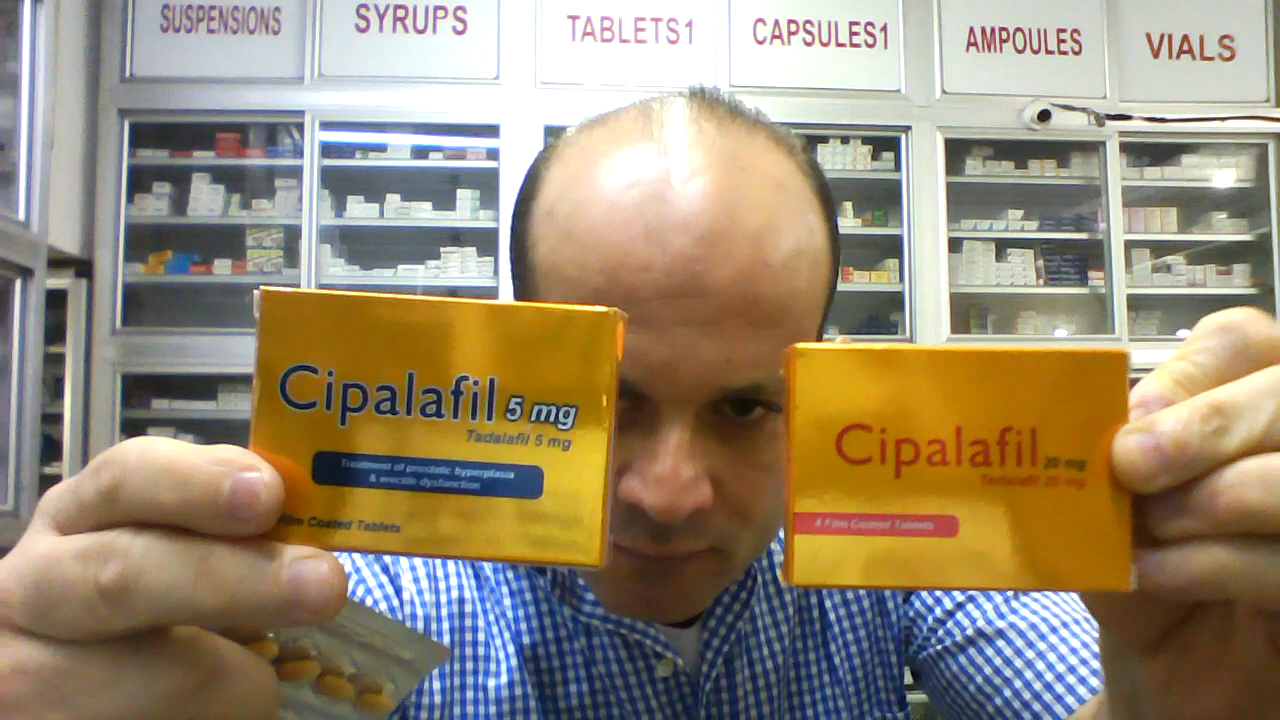 SUSPENSIONS
SYRUPS
TABLETS1
CAPSULES1
AMPOULES
VIALS
Cipalafil 5 mg
Tadalafil 5 mg
Treatment of prostatic hyperplasia
& erectile dysfunction
Film Coated Tablets
Cipalafil 20 mg
Tadalafil 20 mg
4 Film Coated Tablets